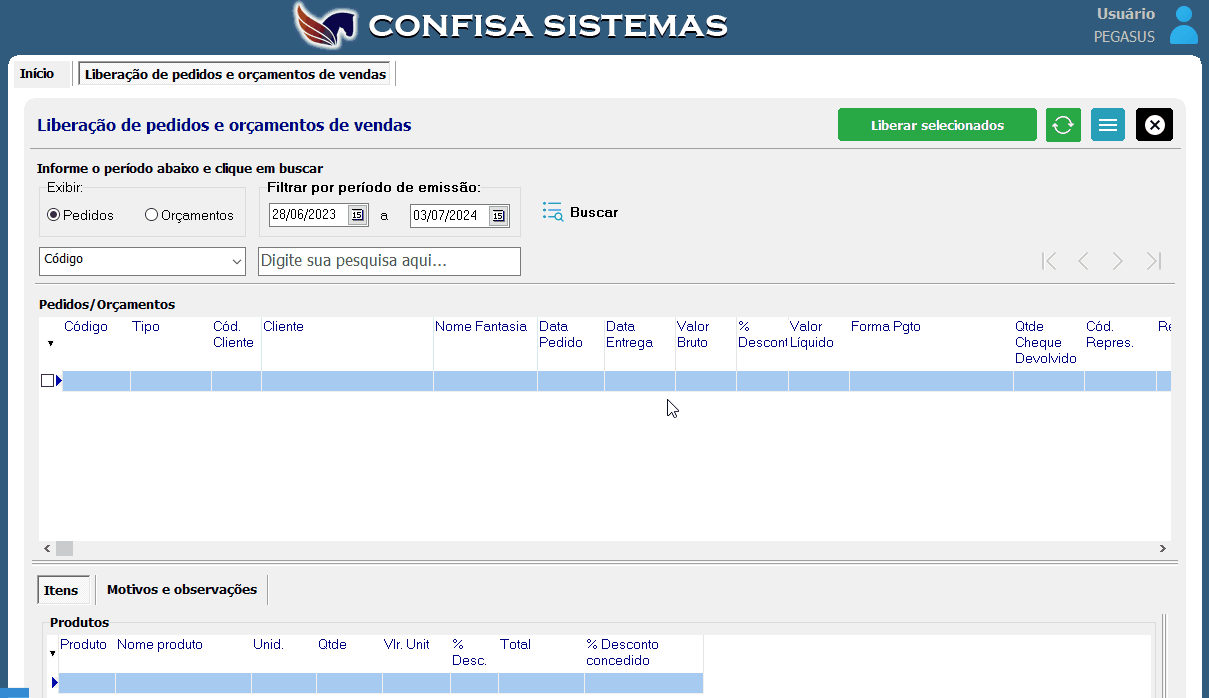 CONFISA SISTEMAS
Usuário
PEGASUS
Início
Liberação de pedidos e orçamentos de vendas
Liberação de pedidos e orçamentos de vendas
Liberar selecionados
Informe o período abaixo e clique em buscar
Exibir:
Pedidos
Orçamentos
Filtrar por período de emissão:
28/06/2023
15
a
03/07/2024
15
Buscar
Código
Digite sua pesquisa aqui...
Pedidos/Orçamentos
Código Tipo Cód. Cliente Nome Fantasia Data Data Valor % Valor Forma Pgto Qtde Cód. Re
Cliente Pedido Entrega Bruto Descont Líquido Cheque Repres.
Devolvido
Itens
Motivos e observações
Produtos
Produto Nome produto Unid. Qtde Vlr. Unit % Total % Desconto
Desc. concedido